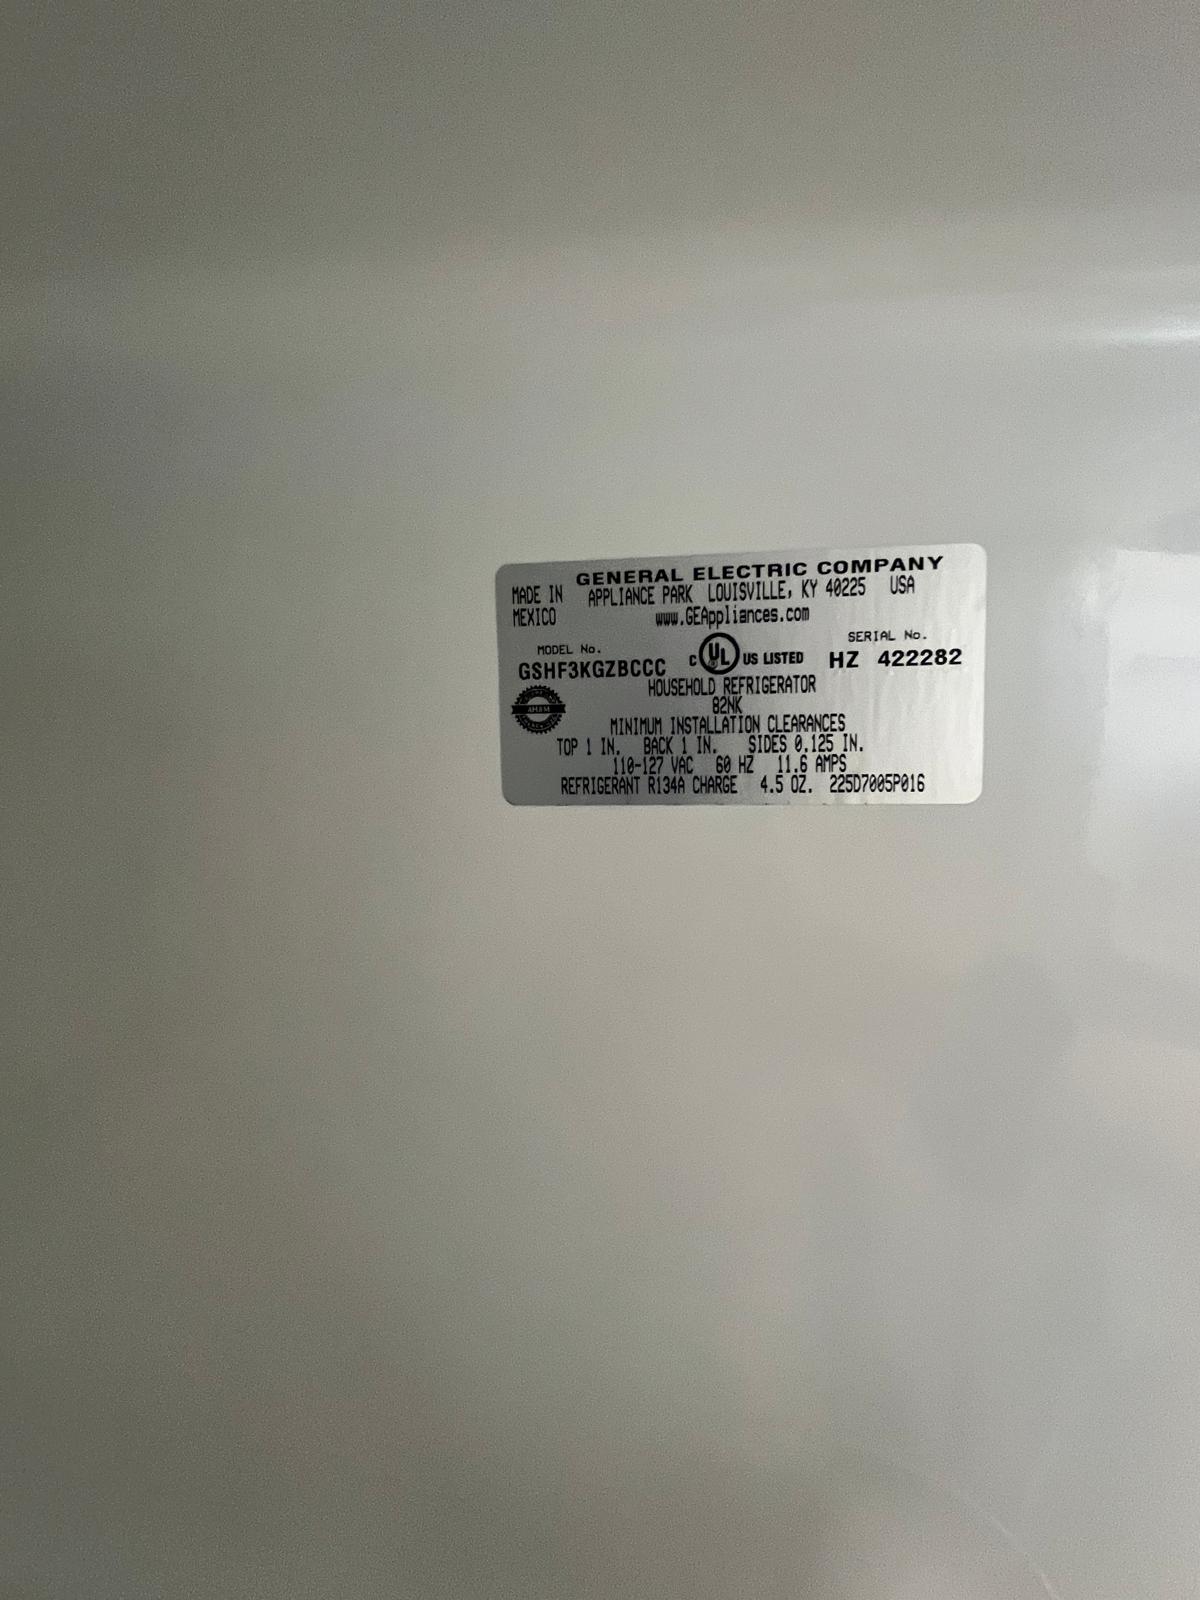 GENERAL ELECTRIC COMPANY
MADE IN APPLIANCE PARK LOUISVILLE, KY 40225 USA
MEXICO www.GEAppliances.com
MODEL No. SERIAL No.
GSHF3KGZBCCC C UL US LISTED HZ 422282
HOUSEHOLD REFRIGERATOR
AHAM
82NK
MINIMUM INSTALLATION CLEARANCES
TOP 1 IN. BACK 1 IN. SIDES 0.125 IN.
110-127 VAC 60 HZ 11.6 AMPS
REFRIGERANT R134A CHARGE 4.5 OZ. 225D7005P016